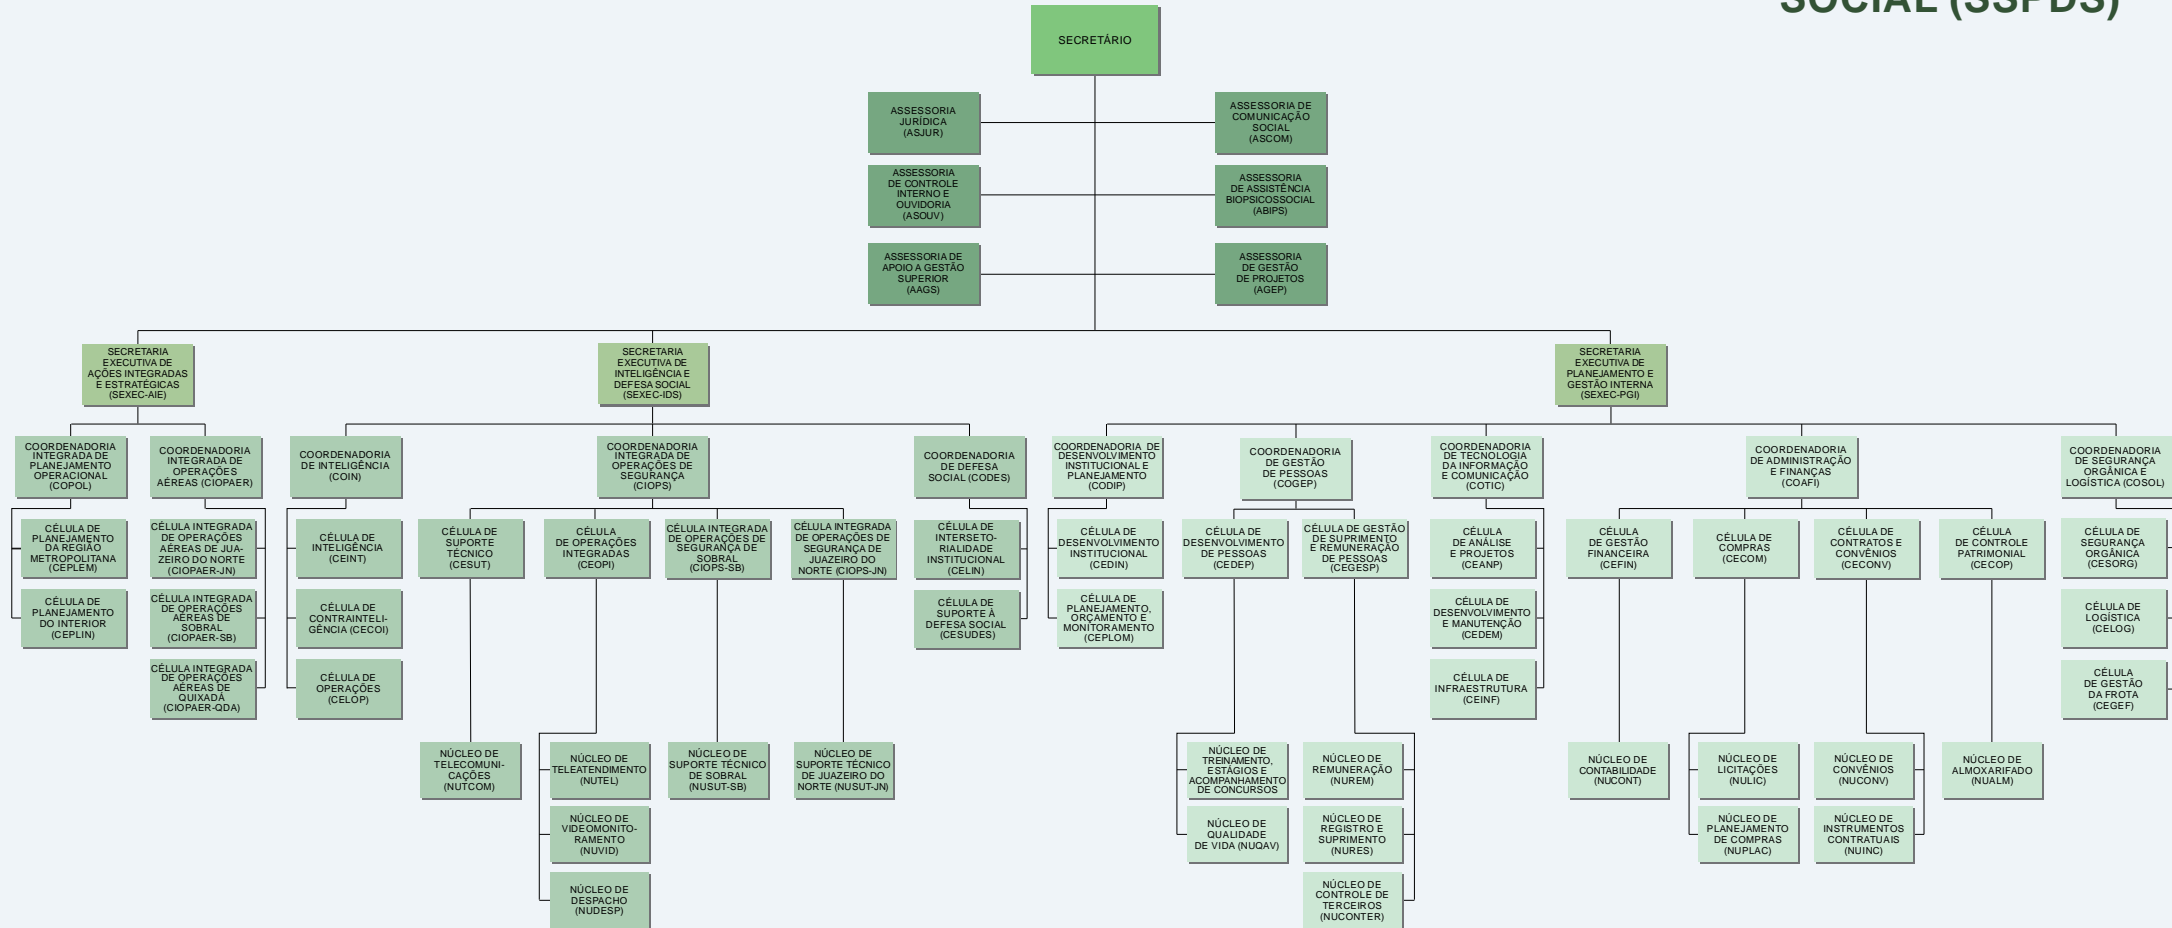 SOCIAL (SSPDS)
SECRETÁRIO
ASSESSORIA
JURÍDICA
(ASJUR)
ASSESSORIA DE
COMUNICAÇÃO
SOCIAL
(ASCOM)
ASSESSORIA
DE CONTROLE
INTERNO E
OUVIDORIA
(ASOUV)
ASSESSORIA
DE ASSISTÊNCIA
BIOPSICOSSOCIAL
(ABIPS)
ASSESSORIA DE
APOIO A GESTÃO
SUPERIOR
(AAGS)
ASSESSORIA
DE GESTÃO
DE PROJETOS
(AGEP)
SECRETARIA
EXECUTIVA DE
AÇÕES INTEGRADAS
E ESTRATÉGICAS
(SEXEC-AIE)
SECRETARIA
EXECUTIVA DE
INTELIGÊNCIA E
DEFESA SOCIAL
(SEXEC-IDS)
SECRETARIA
EXECUTIVA DE
PLANEJAMENTO E
GESTÃO INTERNA
(SEXEC-PGI)
COORDENADORIA
INTEGRADA DE
PLANEJAMENTO
OPERACIONAL
(COPOL)
COORDENADORIA
INTEGRADA DE
OPERAÇÕES
AÉREAS (CIOPAER)
COORDENADORIA
DE INTELIGÊNCIA
(COIN)
COORDENADORIA
INTEGRADA DE
OPERAÇÕES DE
SEGURANÇA
(CIOPS)
COORDENADORIA
DE DEFESA
SOCIAL (CODES)
COORDENADORIA DE
DESENVOLVIMENTO
INSTITUCIONAL E
PLANEJAMENTO
(CODIP)
COORDENADORIA
DE GESTÃO
DE PESSOAS
(COGEP)
COORDENADORIA
DE TECNOLOGIA
DA INFORMAÇÃO
E COMUNICAÇÃO
(COTIC)
COORDENADORIA
DE ADMINISTRAÇÃO
E FINANÇAS
(COAFI)
COORDENADORIA
DE SEGURANÇA
ORGÂNICA E
LOGÍSTICA (COSOL)
CÉLULA DE
PLANEJAMENTO
DA REGIÃO
METROPOLITANA
(CEPLEM)
CÉLULA INTEGRADA
DE OPERAÇÕES
AÉREAS DE JUA-
ZEIRO DO NORTE
(CIOPAER-JN)
CÉLULA DE
INTELIGÊNCIA
(CEINT)
CÉLULA DE
SUPORTE
TÉCNICO
(CESUT)
CÉLULA
DE OPERAÇÕES
INTEGRADAS
(CEOPI)
CÉLULA INTEGRADA
DE OPERAÇÕES DE
SEGURANÇA DE
SOBRAL
(CIOPS-SB)
CÉLULA INTEGRADA
DE OPERAÇÕES DE
SEGURANÇA DE
JUAZEIRO DO
NORTE (CIOPS-JN)
CÉLULA DE
INTERSETO-
RIALIDADE
INSTITUCIONAL
(CELIN)
CÉLULA DE
DESENVOLVIMENTO
INSTITUCIONAL
(CEDIN)
CÉLULA DE
DESENVOLVIMENTO
DE PESSOAS
(CEDEP)
CÉLULA DE GESTÃO
DE SUPRIMENTO
E REMUNERAÇÃO
DE PESSOAS
(CEGESP)
CÉLULA
DE ANÁLISE
E PROJETOS
(CEANP)
CÉLULA
DE GESTÃO
FINANCEIRA
(CEFIN)
CÉLULA DE
COMPRAS
(CECOM)
CÉLULA DE
CONTRATOS E
CONVÊNIOS
(CECONV)
CÉLULA
DE CONTROLE
PATRIMONIAL
(CECOP)
CÉLULA DE
SEGURANÇA
ORGÂNICA
(CESORG)
CÉLULA DE
PLANEJAMENTO
DO INTERIOR
(CEPLIN)
CÉLULA INTEGRADA
DE OPERAÇÕES
AÉREAS DE
SOBRAL
(CIOPAER-SB)
CÉLULA DE
CONTRAINTELI-
GÊNCIA (CECOI)
CÉLULA DE
SUPORTE À
DEFESA SOCIAL
(CESUDES)
CÉLULA DE
PLANEJAMENTO,
ORÇAMENTO E
MONITORAMENTO
(CEPLOM)
CÉLULA DE
DESENVOLVIMENTO
E MANUTENÇÃO
(CEDEM)
CÉLULA DE
LOGÍSTICA
(CELOG)
CÉLULA INTEGRADA
DE OPERAÇÕES
AÉREAS DE
QUIXADÁ
(CIOPAER-QDA)
CÉLULA DE
OPERAÇÕES
(CELOP)
CÉLULA DE
INFRAESTRUTURA
(CEINF)
CÉLULA
DE GESTÃO
DA FROTA
(CEGEF)
NÚCLEO DE
TELECOMUNI-
CAÇÕES
(NUTCOM)
NÚCLEO DE
TELEATENDIMENTO
(NUTEL)
NÚCLEO DE
SUPORTE TÉCNICO
DE SOBRAL
(NUSUT-SB)
NÚCLEO DE
SUPORTE TÉCNICO
DE JUAZEIRO DO
NORTE (NUSUT-JN)
NÚCLEO DE
TREINAMENTO,
ESTÁGIOS E
ACOMPANHAMENTO
DE CONCURSOS
NÚCLEO DE
REMUNERAÇÃO
(NUREM)
NÚCLEO DE
CONTABILIDADE
(NUCONT)
NÚCLEO DE
LICITAÇÕES
(NULIC)
NÚCLEO DE
CONVÊNIOS
(NUCONV)
NÚCLEO DE
ALMOXARIFADO
(NUALM)
NÚCLEO DE
VIDEOMONITO-
RAMENTO
(NUVID)
NÚCLEO DE
QUALIDADE
DE VIDA (NUQAV)
NÚCLEO DE
REGISTRO E
SUPRIMENTO
(NURES)
NÚCLEO DE
PLANEJAMENTO
DE COMPRAS
(NUPLAC)
NÚCLEO DE
INSTRUMENTOS
CONTRATUAIS
(NUINC)
NÚCLEO DE
DESPACHO
(NUDESP)
NÚCLEO DE
CONTROLE DE
TERCEIROS
(NUCONTER)